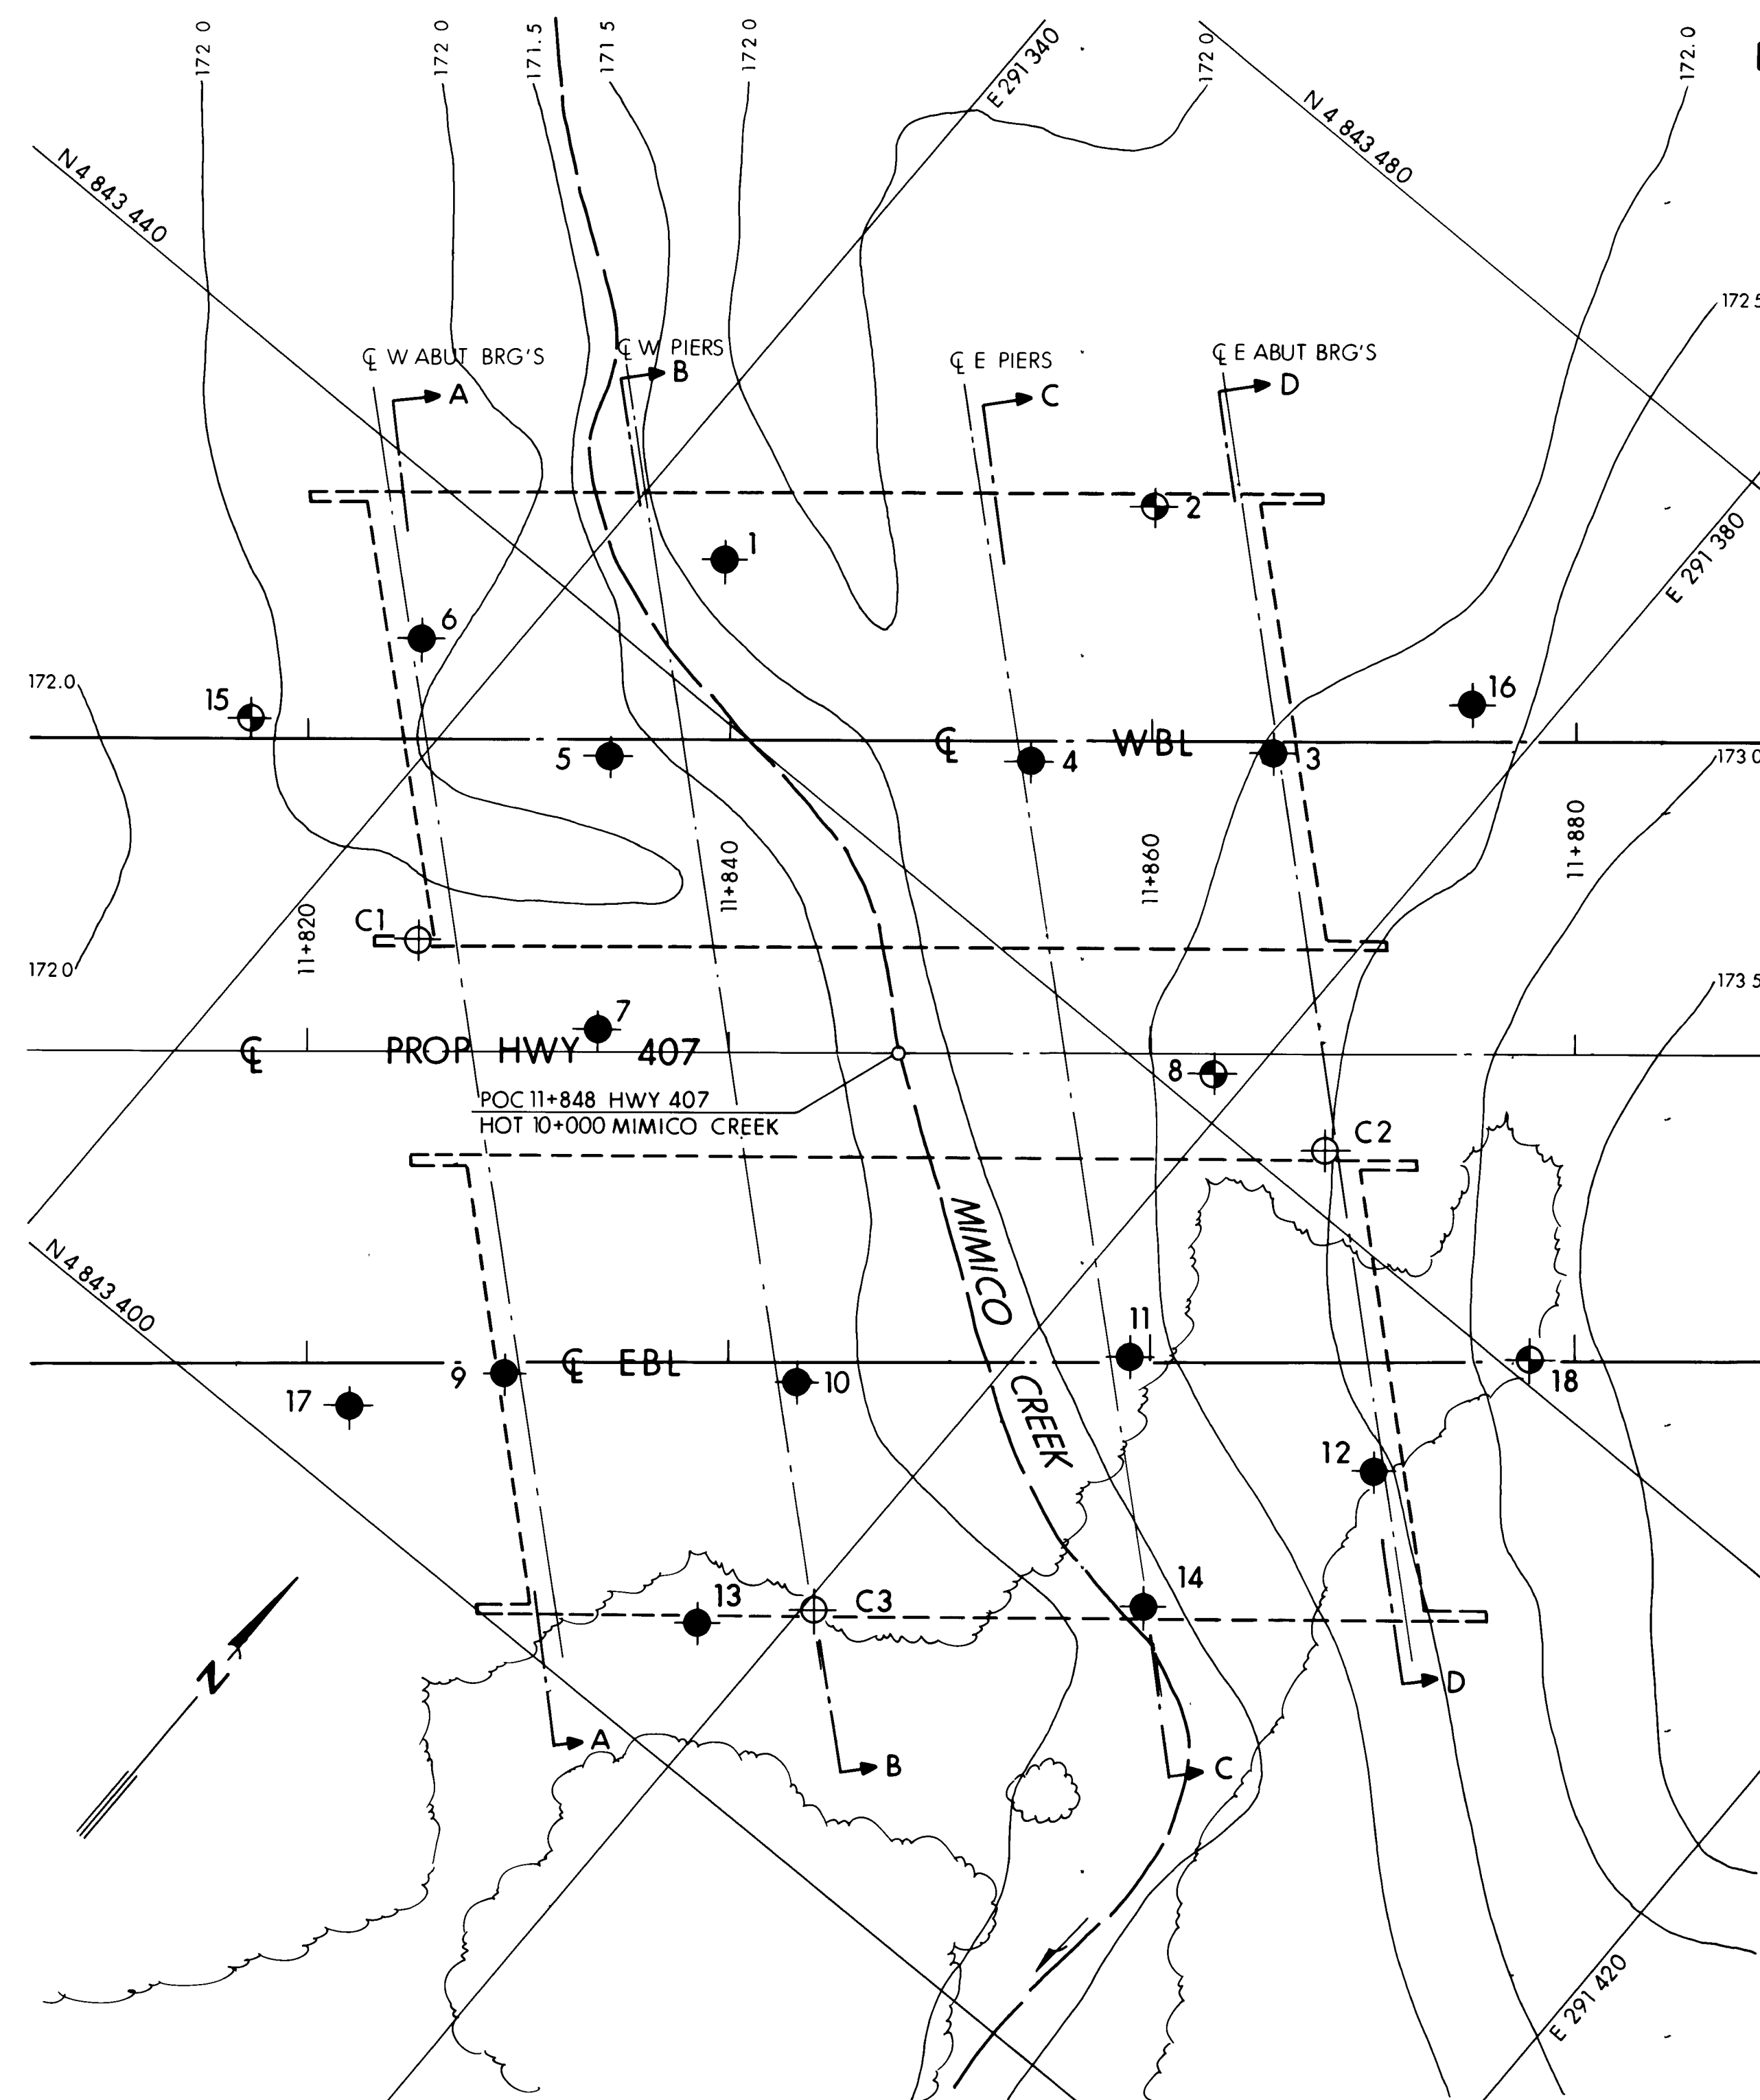 172 0
172 0
171.5
171 5
172 0
E 291 340
172 0
N 4 843 480
172.0
N 4 843 440
172 5
℄ W ABUT BRG'S
℄ W PIERS
℄ E PIERS
℄ E ABUT BRG'S
A
B
C
D
2
1
E 291 380
6
172.0
15
16
5
℄ WBL
4
3
173 0
11+820
11+840
11+860
11+880
C1
172 0
173 5
7
℄ PROP HWY 407
8
POC 11+848 HWY 407
HOT 10+000 MIMICO CREEK
C2
MIMICO CREEK
N 4 843 400
11
9
℄ EBL
10
17
18
12
13
C3
14
N
D
A
B
C
E 291 420